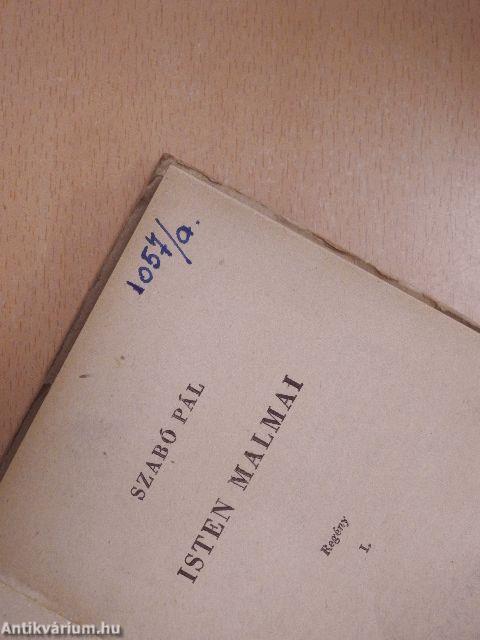 1057/a.
SZABÓ PÁL
ISTEN MALMAI
Regény
I.
Antikvárium.hu